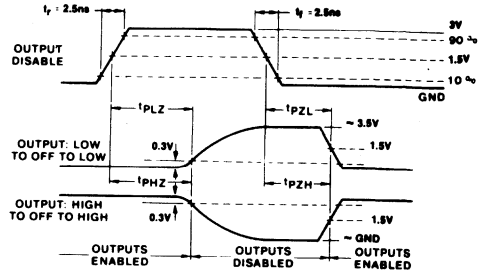 tr = 2.5ns
tf = 2.5ns
3V
90 %
OUTPUT
DISABLE
1.5V
10 %
GND
tPLZ
tPZL
~ 3.5V
OUTPUT: LOW
TO OFF TO LOW
0.3V
1.5V
tPHZ
tPZH
OUTPUT: HIGH
TO OFF TO HIGH
0.3V
1.5V
~GND
OUTPUTS
ENABLED
OUTPUTS
DISABLED
OUTPUTS
ENABLED